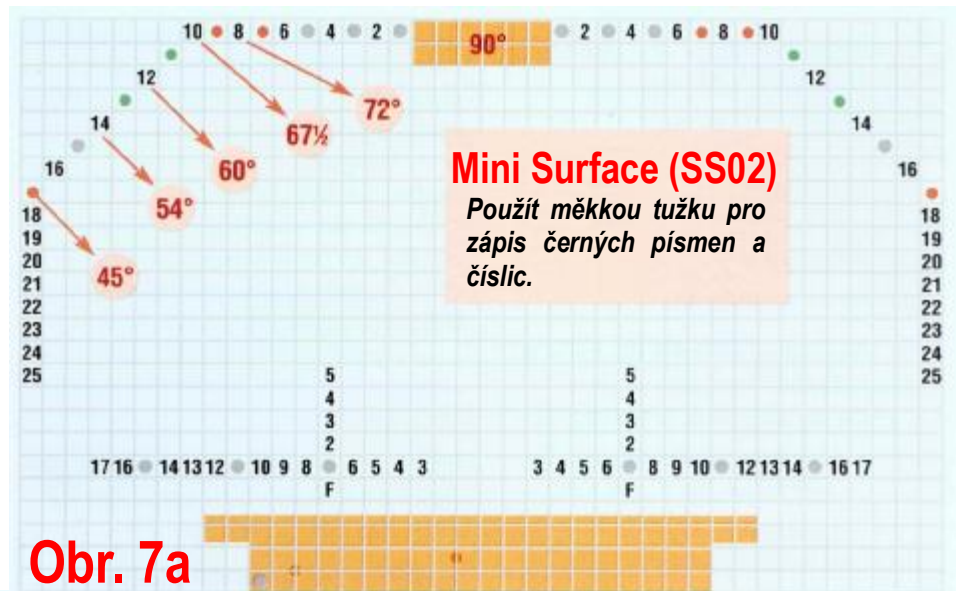 10 8 6 4 2 90° 2 4 6 8 10
12 72° 12
14 67½ 14
16 60° 16
Mini Surface (SS02)
Použít měkkou tužku pro
zápis černých písmen a
číslic.
54°
18 18
19 19
20 20
45°
21 21
22 22
23 23
24 24
25 5 5 25
4 4
3 3
2 2
17 16 14 13 12 10 9 8 6 5 4 3 3 4 5 6 8 9 10 12 13 14 16 17
F F
Obr. 7a